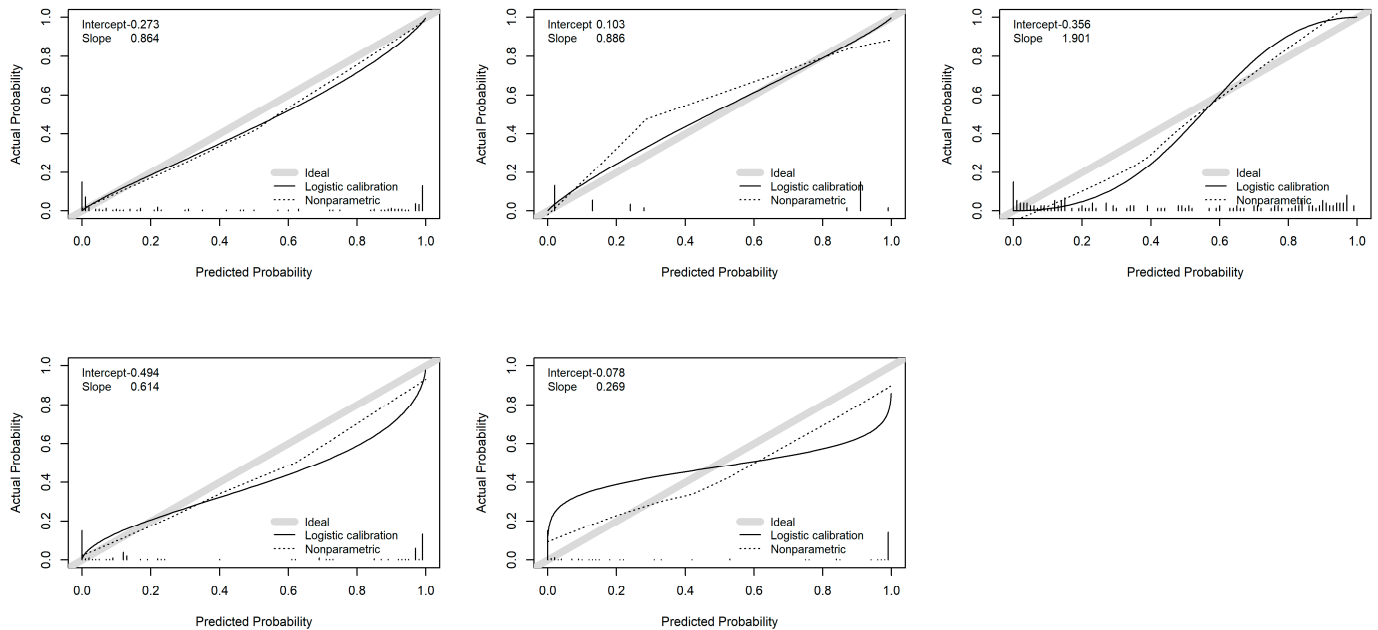 Intercept-0.273
Slope 0.864
Actual Probability
0.0 0.2 0.4 0.6 0.8 1.0
Ideal
Logistic calibration
Nonparametric
0.0 0.2 0.4 0.6 0.8 1.0
Predicted Probability
Intercept 0.103
Slope 0.886
Actual Probability
0.0 0.2 0.4 0.6 0.8 1.0
Ideal
Logistic calibration
Nonparametric
0.0 0.2 0.4 0.6 0.8 1.0
Predicted Probability
Intercept-0.356
Slope 1.901
Actual Probability
0.0 0.2 0.4 0.6 0.8 1.0
Ideal
Logistic calibration
Nonparametric
0.0 0.2 0.4 0.6 0.8 1.0
Predicted Probability
Intercept-0.494
Slope 0.614
Actual Probability
0.0 0.2 0.4 0.6 0.8 1.0
Ideal
Logistic calibration
Nonparametric
0.0 0.2 0.4 0.6 0.8 1.0
Predicted Probability
Intercept-0.078
Slope 0.269
Actual Probability
0.0 0.2 0.4 0.6 0.8 1.0
Ideal
Logistic calibration
Nonparametric
0.0 0.2 0.4 0.6 0.8 1.0
Predicted Probability